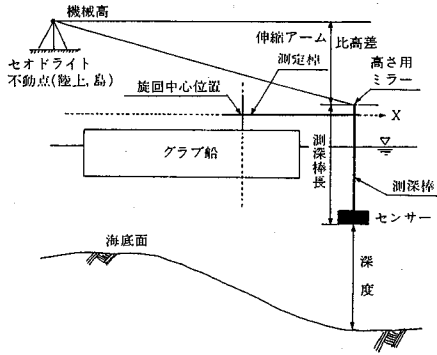 機械高
伸縮アーム
比高差
測定棒
高さ用
ミラー
セオドライト
不動点(陸上,島)
旋回中心位置
X
グラブ船
測深棒長
測深棒
センサー
海底面
深度